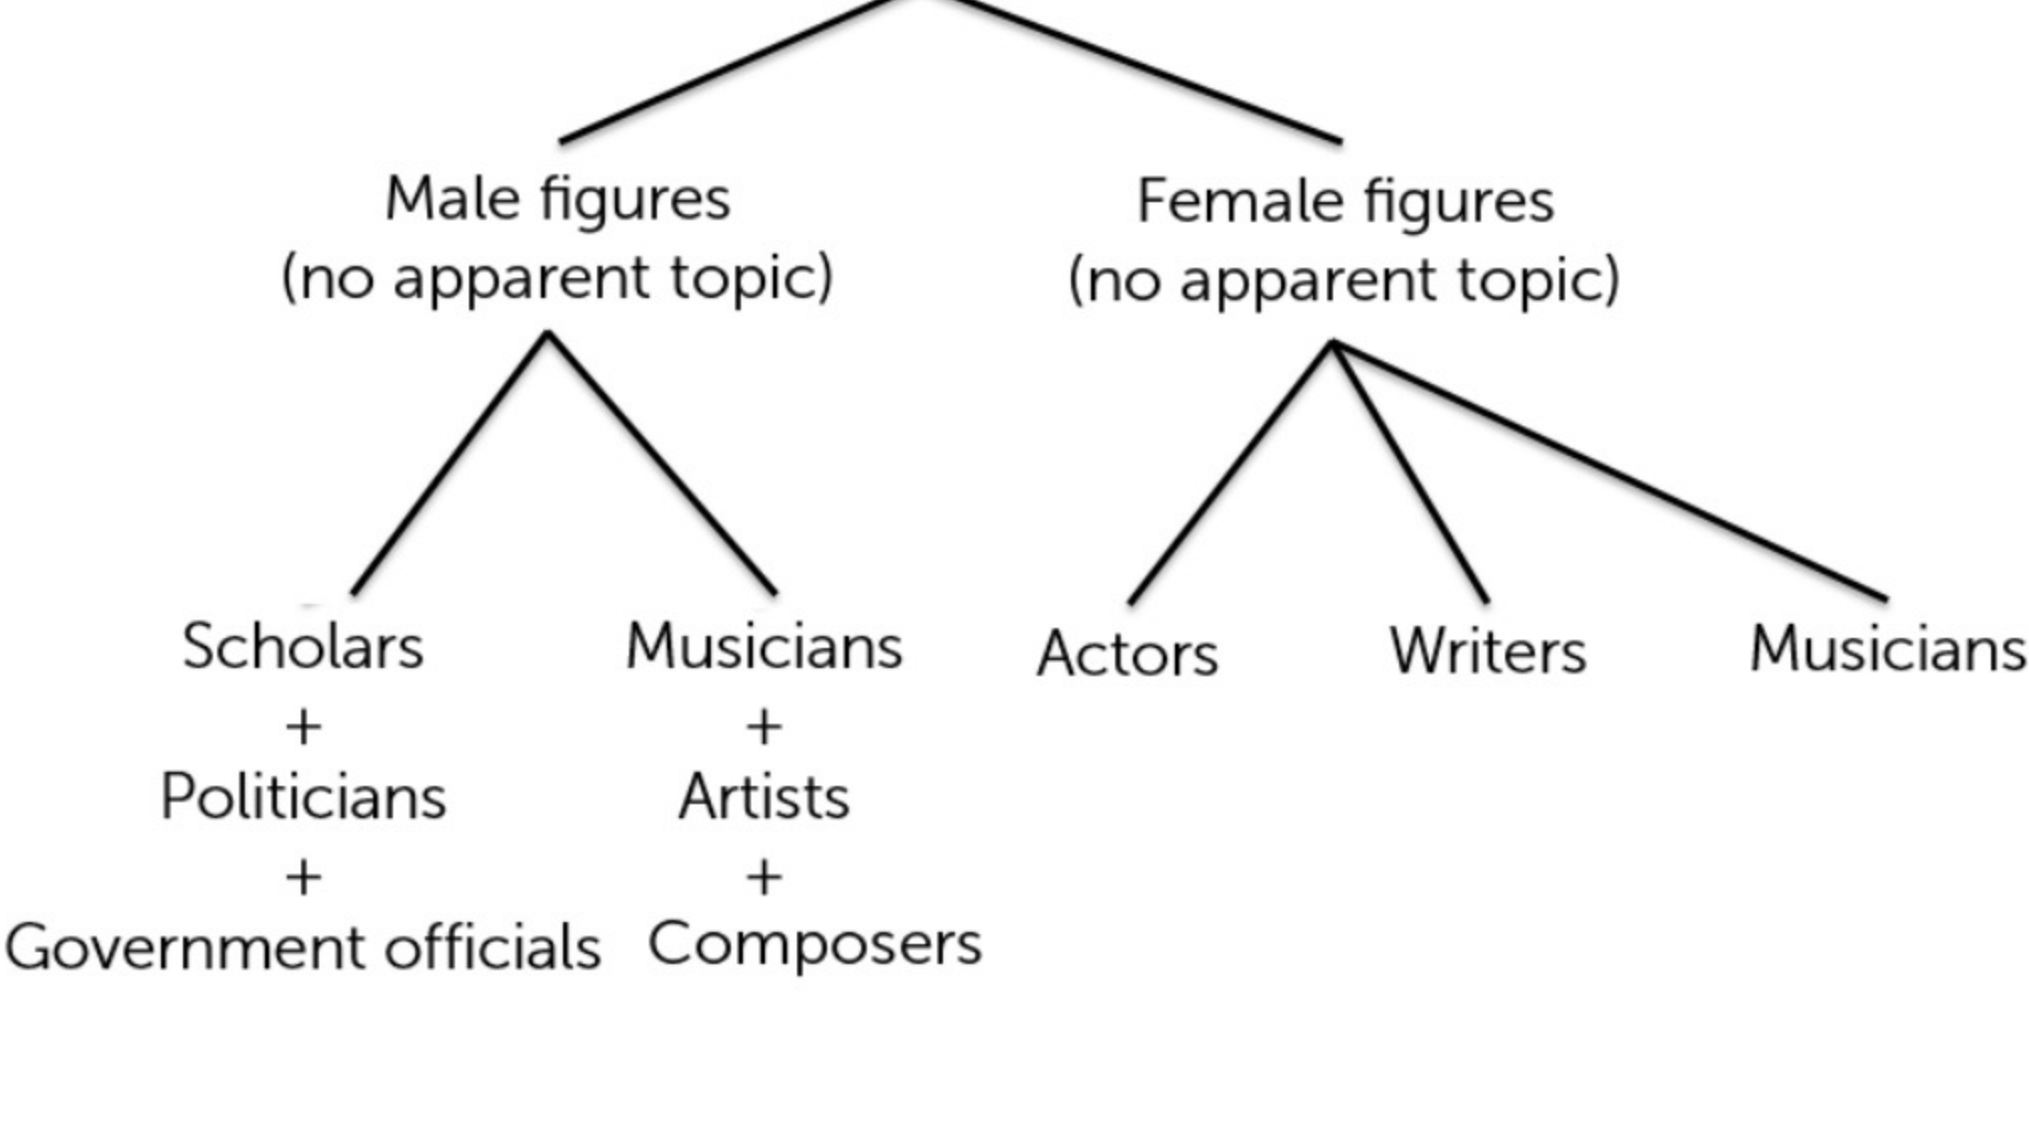 Male figures
(no apparent topic)
Female figures
(no apparent topic)
Scholars
+
Politicians
+
Government officials
Musicians
+
Artists
+
Composers
Actors
Writers
Musicians